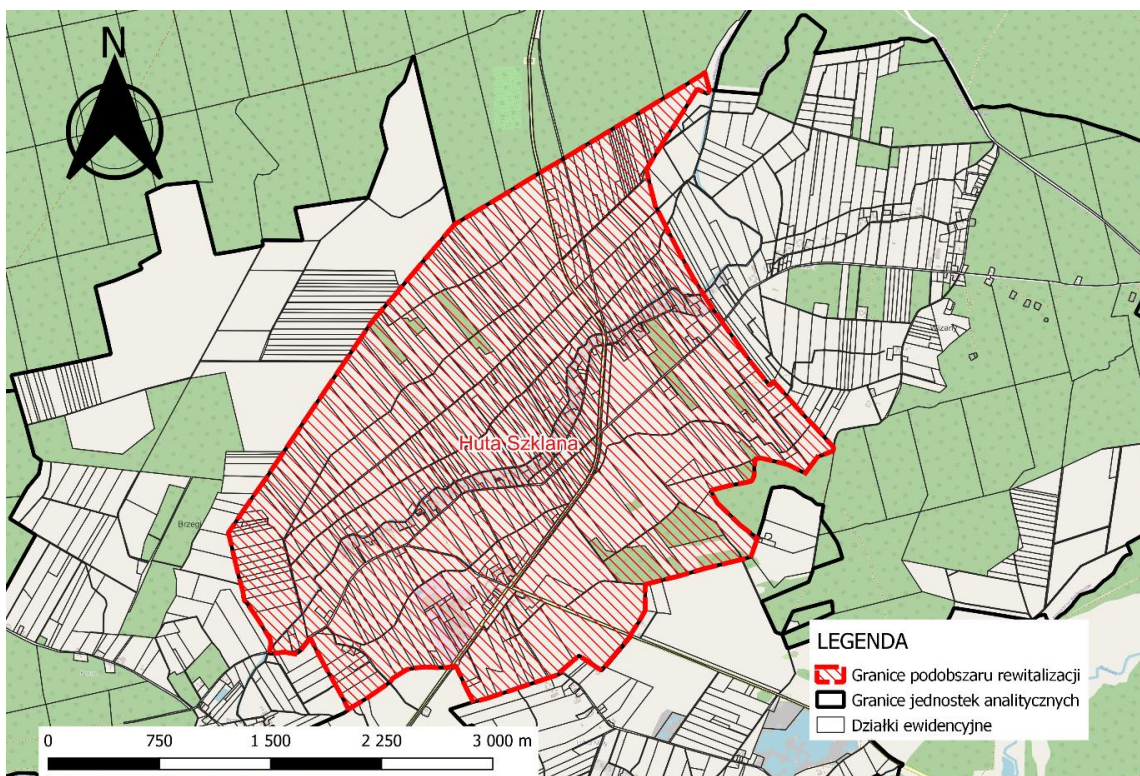 N
Huta Szklana
Brzegi
LEGENDA
Granice podobszaru rewitalizacji
Granice jednostek analitycznych
Działki ewidencyjne
0 750 1 500 2 250 3 000 m